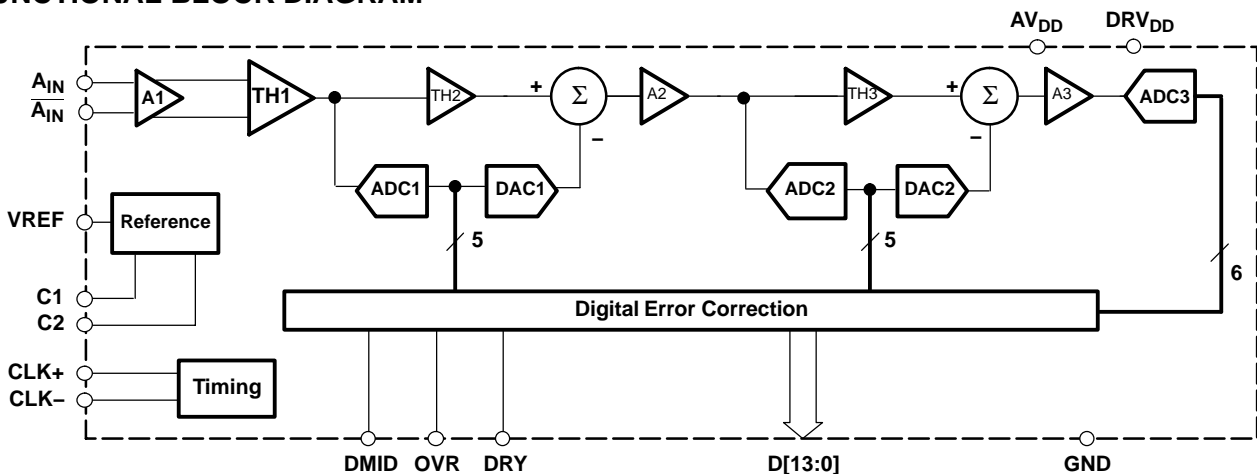 FUNCTIONAL BLOCK DIAGRAM
AVDD DRVDD
AIN
AIN
A1 TH1 TH2 + Σ – A2 TH3 + Σ – A3 ADC3
ADC1 DAC1 ADC2 DAC2
VREF Reference
5 5 6
C1
C2
Digital Error Correction
CLK+
CLK–
Timing
DMID OVR DRY D[13:0] GND